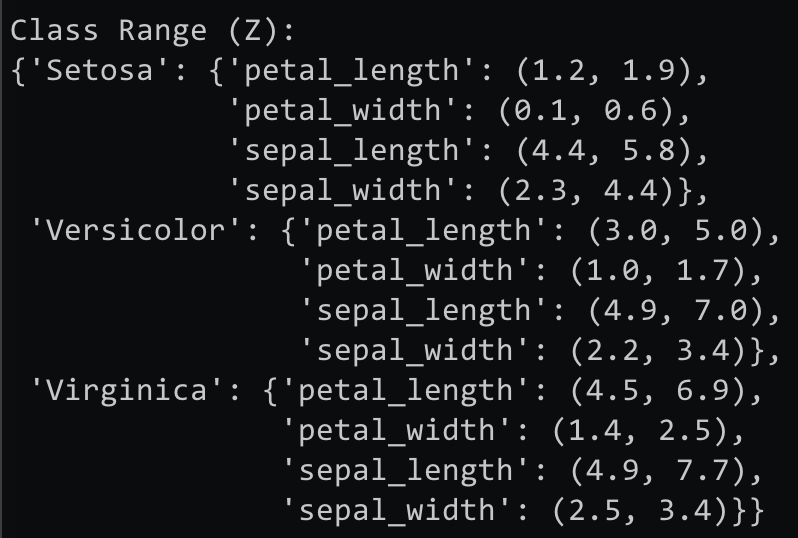 Class Range (Z):
{'Setosa': {'petal_length': (1.2, 1.9),
            'petal_width': (0.1, 0.6),
            'sepal_length': (4.4, 5.8),
            'sepal_width': (2.3, 4.4)},
 'Versicolor': {'petal_length': (3.0, 5.0),
                'petal_width': (1.0, 1.7),
                'sepal_length': (4.9, 7.0),
                'sepal_width': (2.2, 3.4)},
 'Virginica': {'petal_length': (4.5, 6.9),
               'petal_width': (1.4, 2.5),
               'sepal_length': (4.9, 7.7),
               'sepal_width': (2.5, 3.4)}}